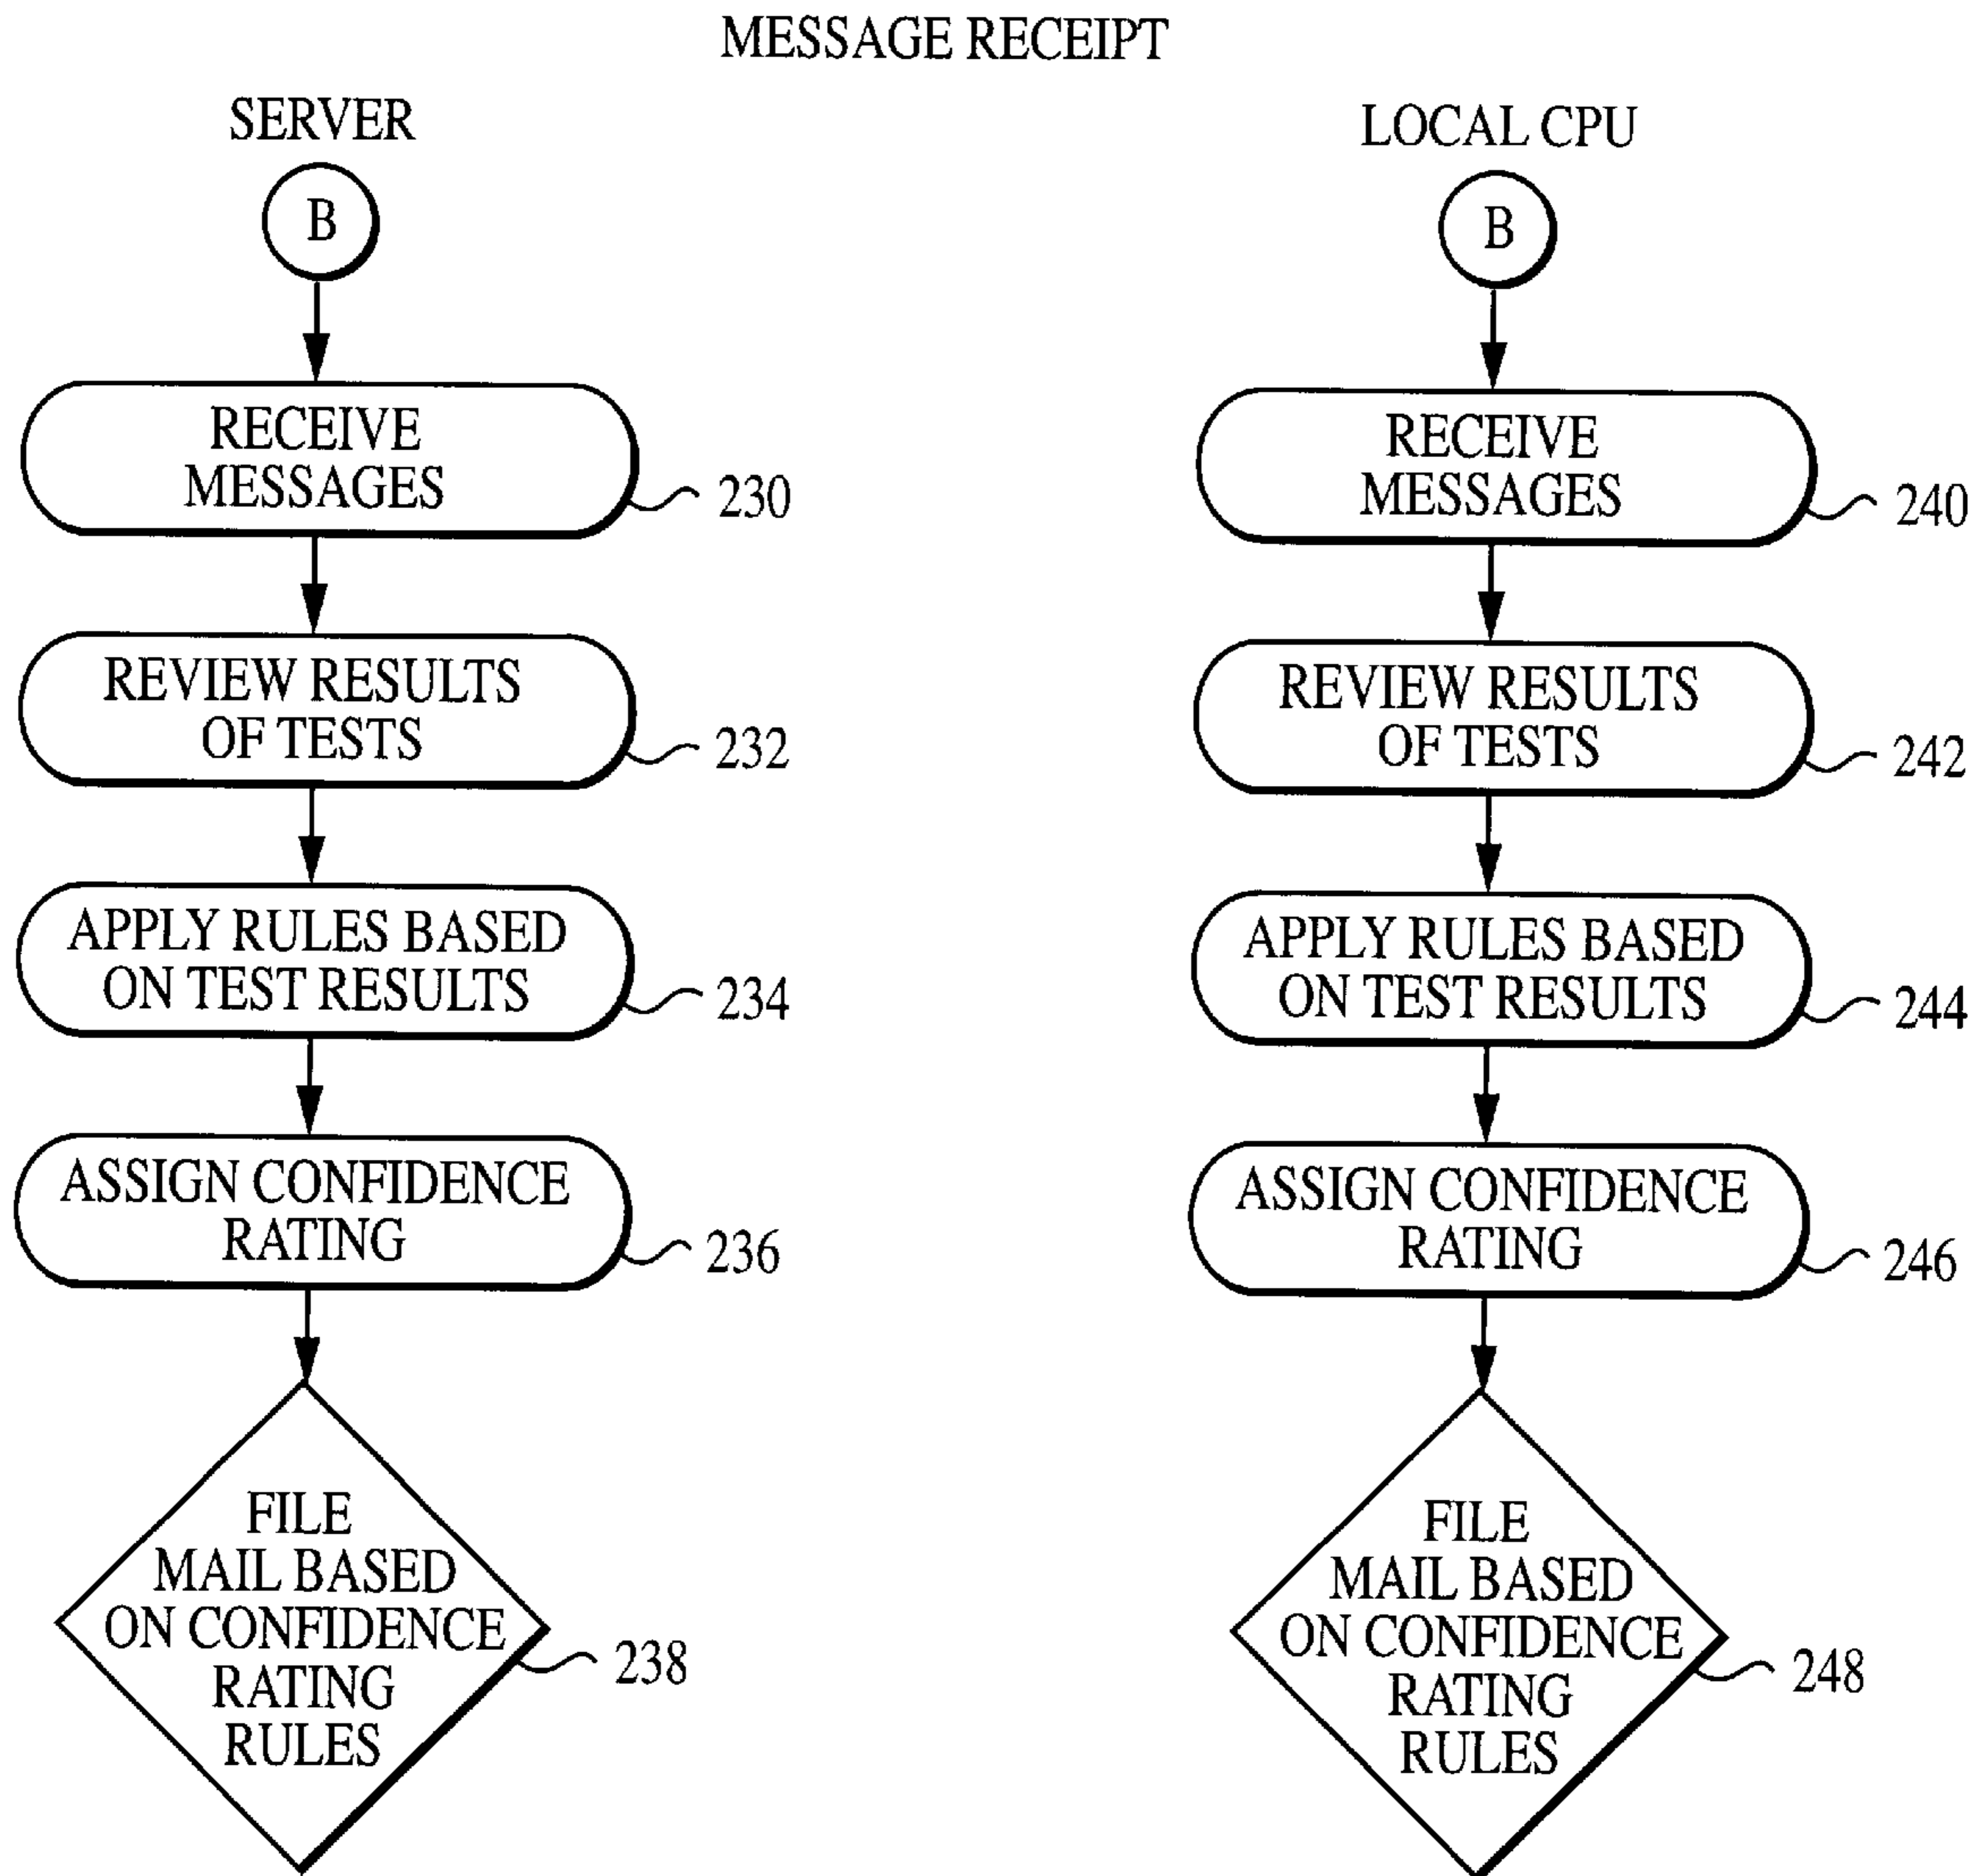 MESSAGE RECEIPT
SERVER
B
RECEIVE
MESSAGES
230
REVIEW RESULTS
OF TESTS
232
APPLY RULES BASED
ON TEST RESULTS
234
ASSIGN CONFIDENCE
RATING
236
FILE
MAIL BASED
ON CONFIDENCE
RATING
RULES
238
LOCAL CPU
B
RECEIVE
MESSAGES
240
REVIEW RESULTS
OF TESTS
242
APPLY RULES BASED
ON TEST RESULTS
244
ASSIGN CONFIDENCE
RATING
246
FILE
MAIL BASED
ON CONFIDENCE
RATING
RULES
248